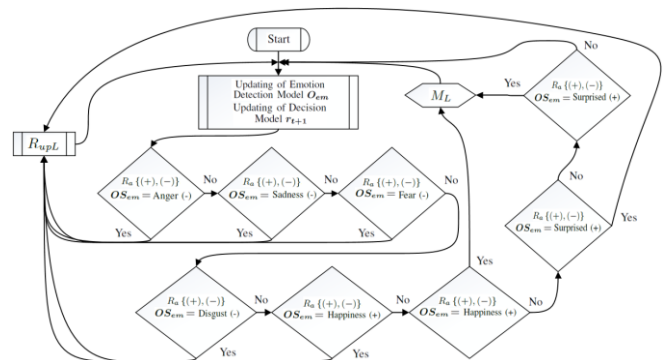 Start
Updating of Emotion
Detection Model OS_em
Updating of Decision
Model r_{t+1}
R_upL
M_L
R_a {(+), (−)}
OS_em = Anger (-)
No
Yes
R_a {(+), (−)}
OS_em = Sadness (-)
No
Yes
R_a {(+), (−)}
OS_em = Fear (-)
No
Yes
R_a {(+), (−)}
OS_em = Disgust (-)
No
Yes
R_a {(+), (−)}
OS_em = Happiness (+)
No
Yes
R_a {(+), (−)}
OS_em = Happiness (+)
No
Yes
R_a {(+), (−)}
OS_em = Surprised (+)
No
Yes
R_a {(+), (−)}
OS_em = Surprised (+)
No
Yes